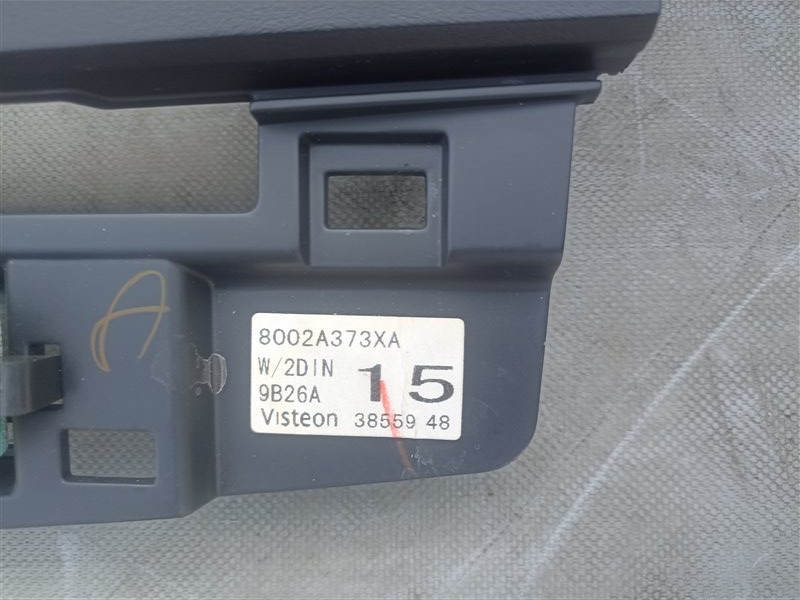 A
8002A373XA
W/2DIN
9B26A
15
Visteon 38559 48